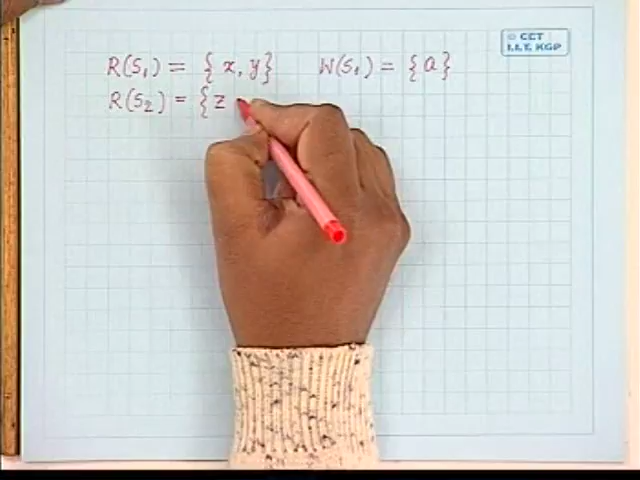 © CET
I.I.T. KGP
R(S₁) = { x, y} W(S₁) = {a}
R(S₂) = {z